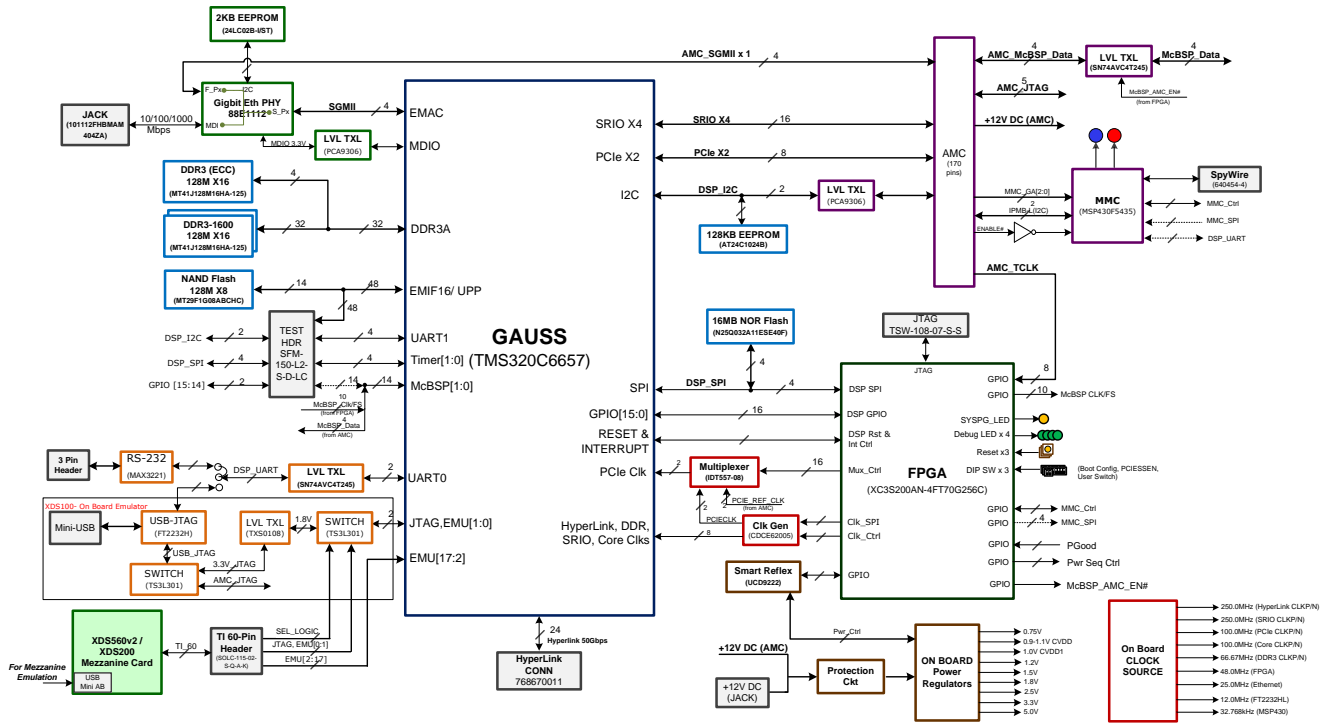 2KB EEPROM
(24LC02B-I/ST)
AMC_SGMII x 1
4
F_Px
I2C
Gigbit Eth PHY
88E1112
S_Px
MDI
JACK
(101112FHBMAM
404ZA)
10/100/1000
Mbps
SGMII
4
EMAC
MDIO 3.3V
LVL TXL
(PCA9306)
MDIO
DDR3 (ECC)
128M X16
(MT41J128M16HA-125)
4
DDR3-1600
128M X16
(MT41J128M16HA-125)
32
32
DDR3A
NAND Flash
128M X8
(MT29F1G08ABCHC)
14
48
EMIF16/ UPP
48
TEST
HDR
SFM-
150-L2-
S-D-LC
DSP_I2C
2
DSP_SPI
4
GPIO [15:14]
2
4
UART1
4
Timer[1:0]
14
14
McBSP[1:0]
10
McBSP_Clk/FS
(from FPGA)
4
McBSP_Data
(from AMC)
3 Pin
Header
RS-232
(MAX3221)
DSP_UART
LVL TXL
(SN74AVC4T245)
2
UART0
XDS100- On Board Emulator
Mini-USB
USB-JTAG
(FT2232H)
LVL TXL
(TXS0108)
1.8V
SWITCH
(TS3L301)
2
JTAG,EMU[1:0]
USB_JTAG
3.3V_JTAG
SWITCH
(TS3L301)
AMC_JTAG
EMU[17:2]
XDS560v2 /
XDS200
Mezzanine Card
USB
Mini AB
For Mezzanine
Emulation
TI_60
TI 60-Pin
Header
(SOLC-115-02-
S-Q-A-K)
SEL_LOGIC
JTAG, EMU[0:1]
EMU[2:17]
GAUSS
(TMS320C6657)
24
Hyperlink 50Gbps
HyperLink
CONN
768670011
SRIO X4
SRIO X4
16
PCIe X2
PCIe X2
8
I2C
DSP_I2C
2
LVL TXL
(PCA9306)
128KB EEPROM
(AT24C1024B)
16MB NOR Flash
(N25Q032A11ESE40F)
4
SPI
DSP_SPI
4
GPIO[15:0]
16
RESET &
INTERRUPT
PCIe Clk
2
Multiplexer
(IDT557-08)
16
2
2
PCIE_REF_CLK
(from AMC)
PCIECLK
HyperLink, DDR,
SRIO, Core Clks
8
Clk Gen
(CDCE62005)
Smart Reflex
(UCD9222)
AMC
(170
pins)
4
AMC_McBSP_Data
LVL TXL
(SN74AVC4T245)
4
McBSP_Data
5
AMC_JTAG
McBSP_AMC_EN#
(from FPGA)
+12V DC (AMC)
MMC_GA[2:0]
2
IPMB-L(I2C)
ENABLE#
MMC
(MSP430F5435)
SpyWire
(640454-4)
MMC_Ctrl
MMC_SPI
DSP_UART
AMC_TCLK
JTAG
TSW-108-07-S-S
JTAG
DSP SPI
DSP GPIO
DSP Rst &
Int Ctrl
Mux_Ctrl
Clk_SPI
Clk_Ctrl
GPIO
FPGA
(XC3S200AN-4FT70G256C)
GPIO
8
GPIO
10
McBSP CLK/FS
SYSPG_LED
Debug LED x 4
Reset x3
DIP SW x 3
(Boot Config, PCIESSEN,
User Switch)
GPIO
MMC_Ctrl
GPIO
4
MMC_SPI
GPIO
PGood
GPIO
Pwr Seq Ctrl
GPIO
McBSP_AMC_EN#
Pwr_Ctrl
+12V DC (AMC)
+12V DC
(JACK)
Protection
Ckt
ON BOARD
Power
Regulators
0.75V
0.9-1.1V CVDD
1.0V CVDD1
1.2V
1.5V
1.8V
2.5V
3.3V
5.0V
On Board
CLOCK
SOURCE
250.0MHz (HyperLink CLKP/N)
250.0MHz (SRIO CLKP/N)
100.0MHz (PCIe CLKP/N)
100.0MHz (Core CLKP/N)
66.67MHz (DDR3 CLKP/N)
48.0MHz (FPGA)
25.0MHz (Ethernet)
12.0MHz (FT2232HL)
32.768kHz (MSP430)